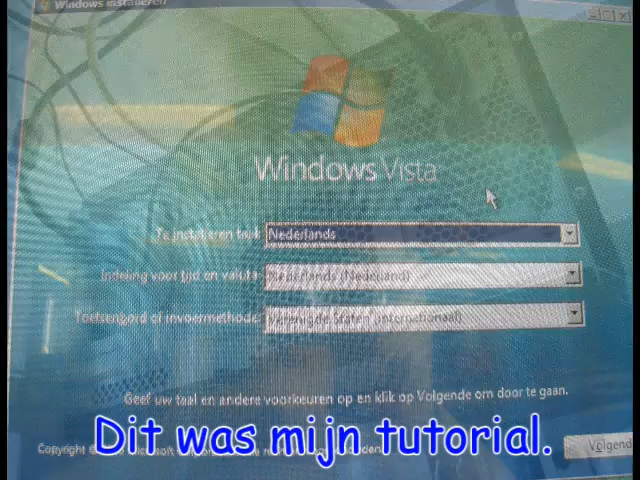 Windows installeren
Windows Vista
Te installeren taal: Nederlands
Indeling voor tijd en valuta: Nederlands (Nederland)
Toetsenbord of invoermethode: Verenigde Staten (internationaal)
Geef uw taal en andere voorkeuren op en klik op Volgende om door te gaan.
Dit was mijn tutorial.
Copyright ©
Volgend